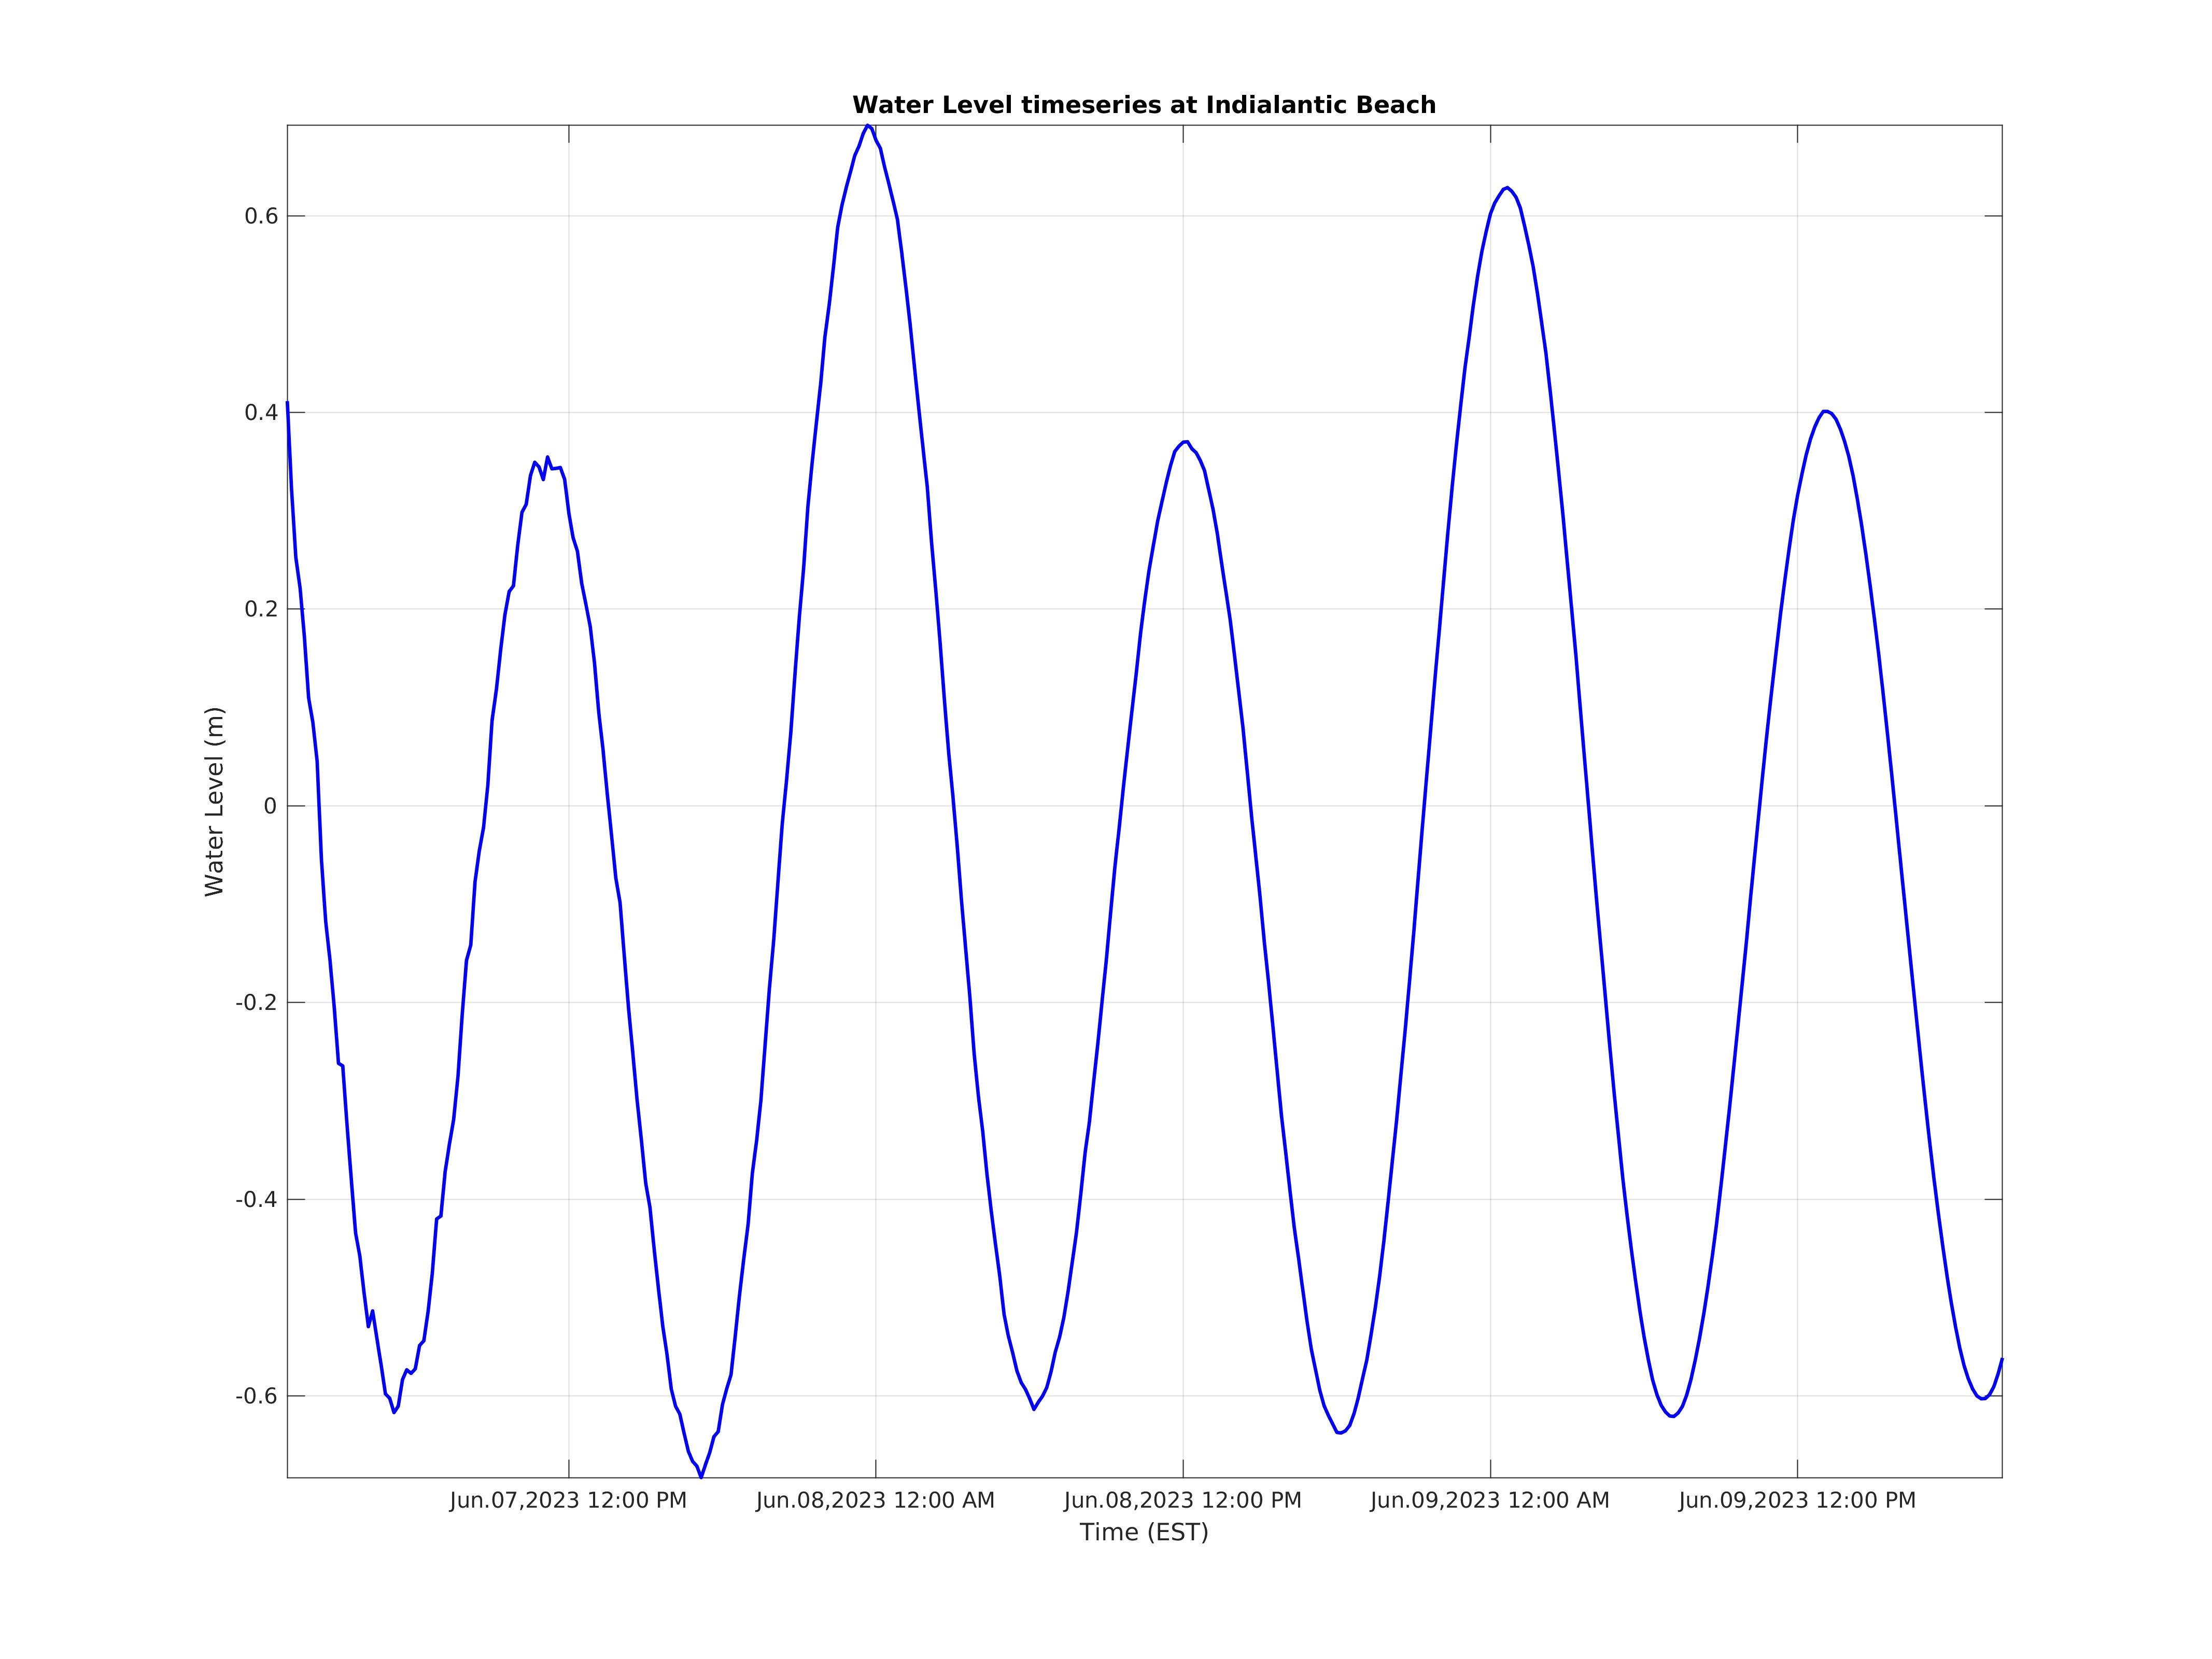 Water Level timeseries at Indialantic Beach
0.6
0.4
0.2
0
-0.2
-0.4
-0.6
Water Level (m)
Jun.07,2023 12:00 PM
Jun.08,2023 12:00 AM
Jun.08,2023 12:00 PM
Jun.09,2023 12:00 AM
Jun.09,2023 12:00 PM
Time (EST)